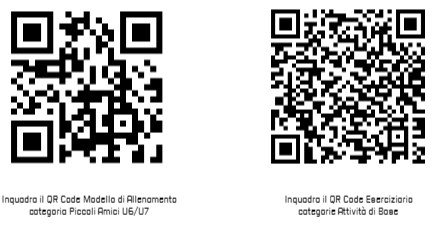 Inquadra il QR Code Modello di Allenamento
categoria Piccoli Amici U6/U7
Inquadra il QR Code Eserciziario
categorie Attività di Base